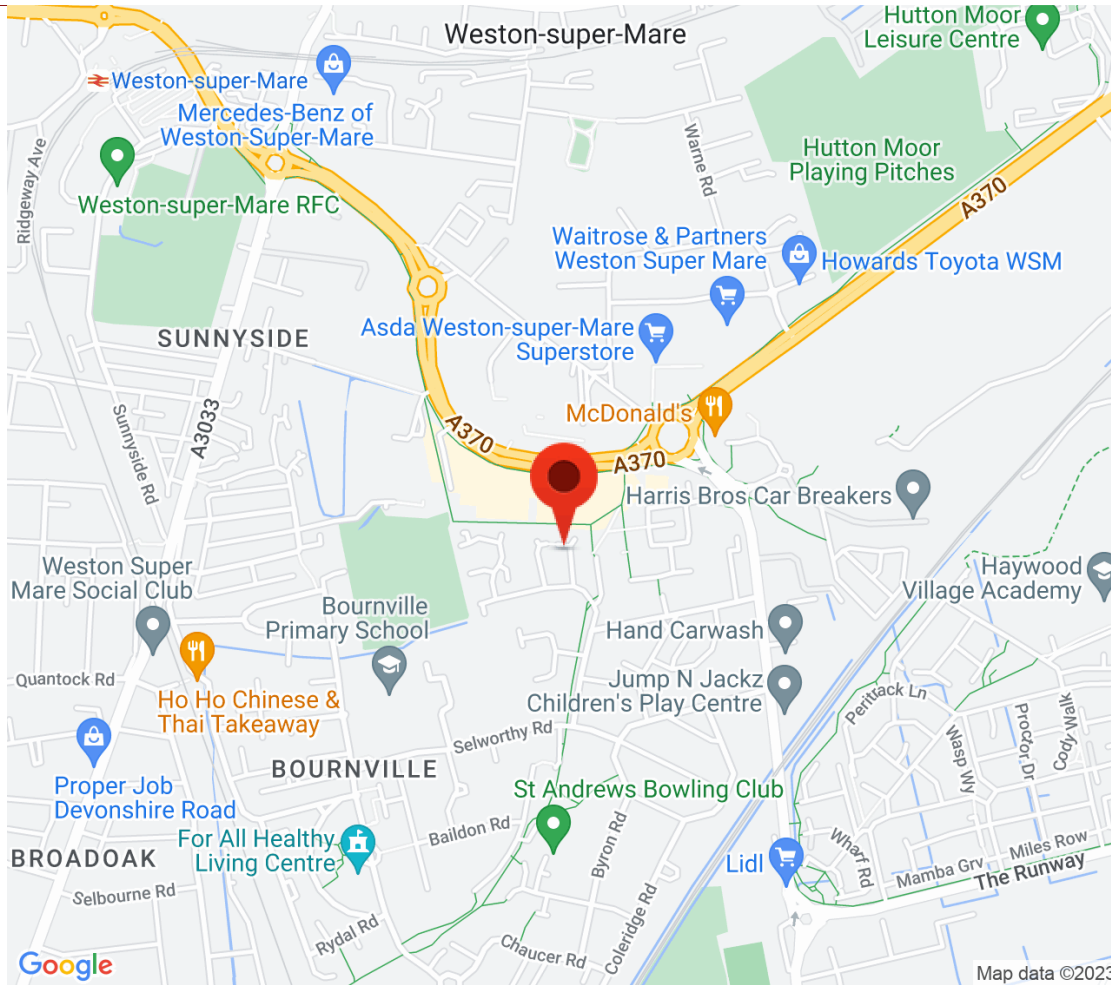 Weston-super-Mare
Hutton Moor
Leisure Centre
Weston-super-Mare
Mercedes-Benz of
Weston-Super-Mare
Ridgeway Ave
Weston-super-Mare RFC
Warne Rd
Hutton Moor
Playing Pitches
A370
Waitrose & Partners
Weston Super Mare
Howards Toyota WSM
SUNNYSIDE
Asda Weston-super-Mare
Superstore
A3033
Sunnyside Rd
McDonald's
A370
A370
Harris Bros Car Breakers
Weston Super
Mare Social Club
Bournville
Primary School
Haywood
Village Academy
Hand Carwash
Quantock Rd
Ho Ho Chinese &
Thai Takeaway
Jump N Jackz
Children's Play Centre
Peritrack Ln
Wasp Wy
Proctor Dr
Cody Walk
Selworthy Rd
BOURNVILLE
Proper Job
Devonshire Road
St Andrews Bowling Club
Baildon Rd
Byron Rd
For All Healthy
Living Centre
BROADOAK
Selbourne Rd
Lidl
Wharf Rd
Mamba Grv
Miles Row
The Runway
Rydal Rd
Chaucer Rd
Coleridge Rd
Google
Map data ©2023